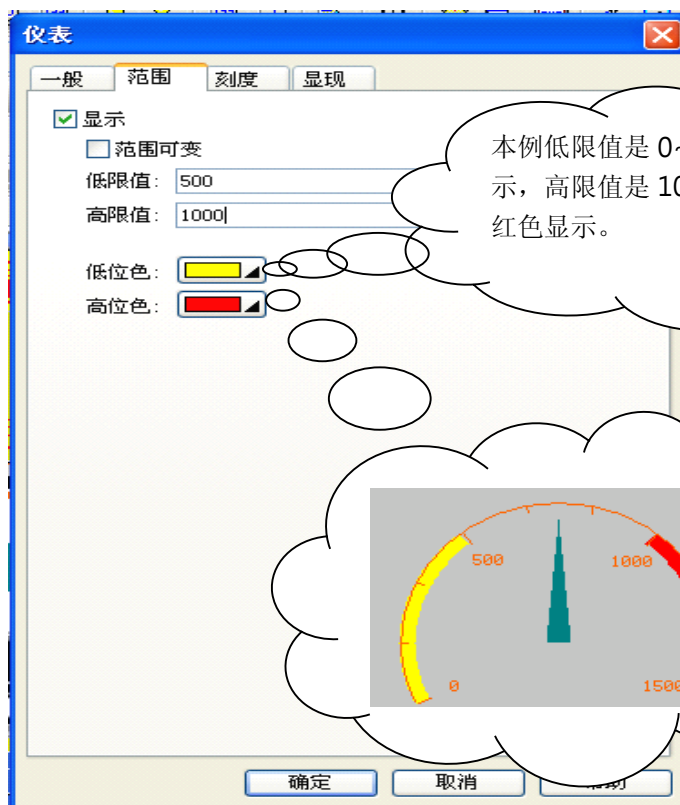 仪表
一般 范围 刻度 显现
显示
范围可变
低限值: 500
高限值: 1000
低位色:
高位色:
本例低限值是 0~
示，高限值是 10
红色显示。
500 1000
0 1500
确定 取消